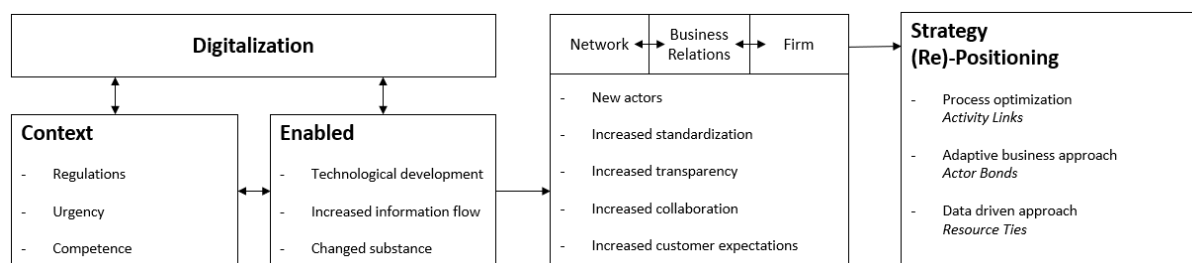 Digitalization
Context
- Regulations
- Urgency
- Competence
Enabled
- Technological development
- Increased information flow
- Changed substance
Network
Business
Relations
Firm
- New actors
- Increased standardization
- Increased transparency
- Increased collaboration
- Increased customer expectations
Strategy
(Re)-Positioning
- Process optimization
Activity Links
- Adaptive business approach
Actor Bonds
- Data driven approach
Resource Ties